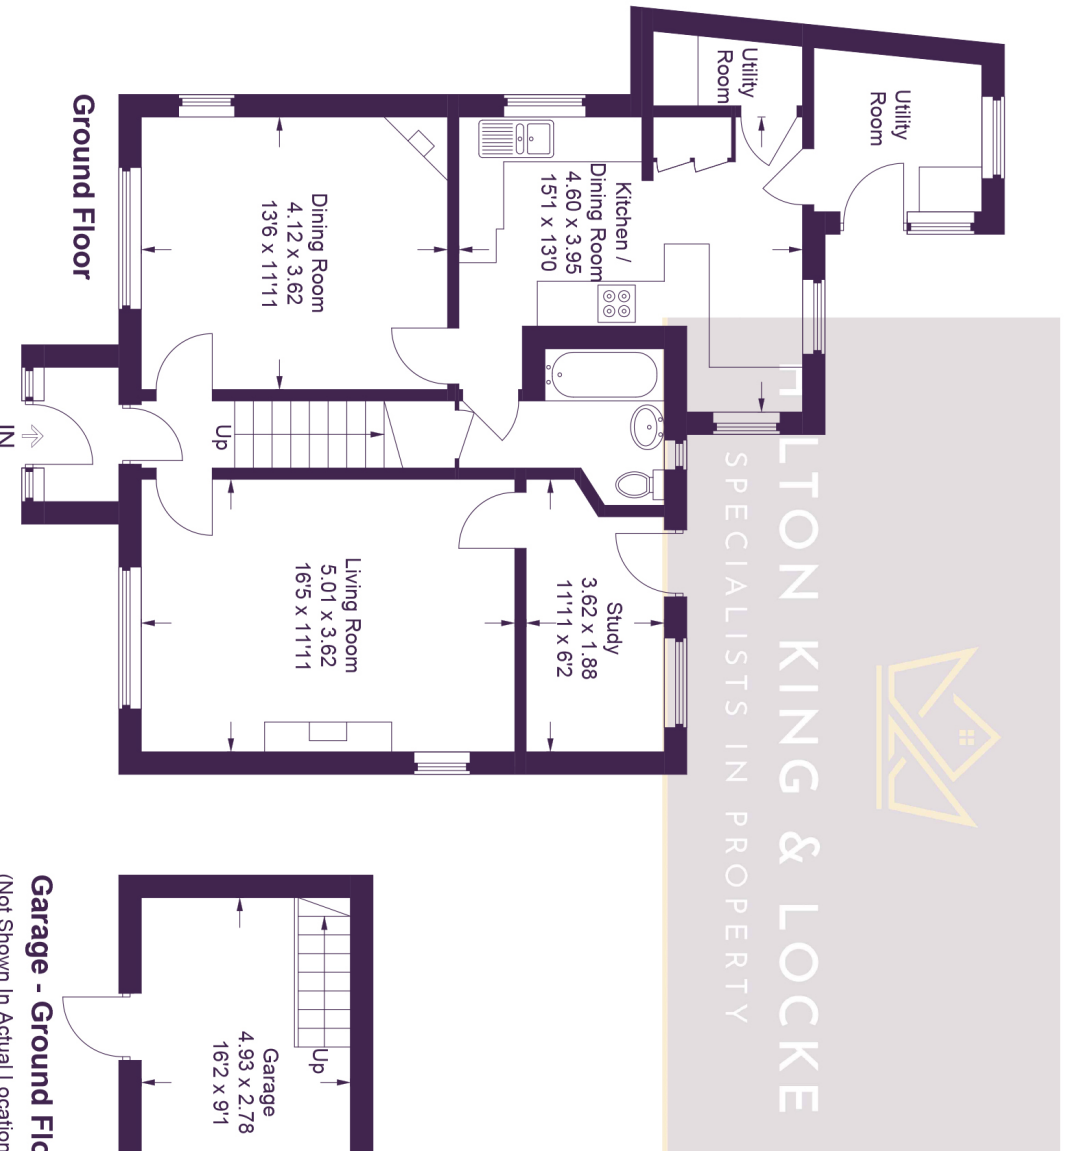 Utility
Room
Utility
Room
Kitchen /
Dining Room
4.60 x 3.95
15'1 x 13'0
Dining Room
4.12 x 3.62
13'6 x 11'11
Up
Living Room
5.01 x 3.62
16'5 x 11'11
Study
3.62 x 1.88
11'11 x 6'2
IN
Ground Floor
Up
Garage
4.93 x 2.78
16'2 x 9'1
Garage - Ground Flo
(Not Shown In Actual Location
LTON KING & LOCKE
SPECIALISTS IN PROPERTY